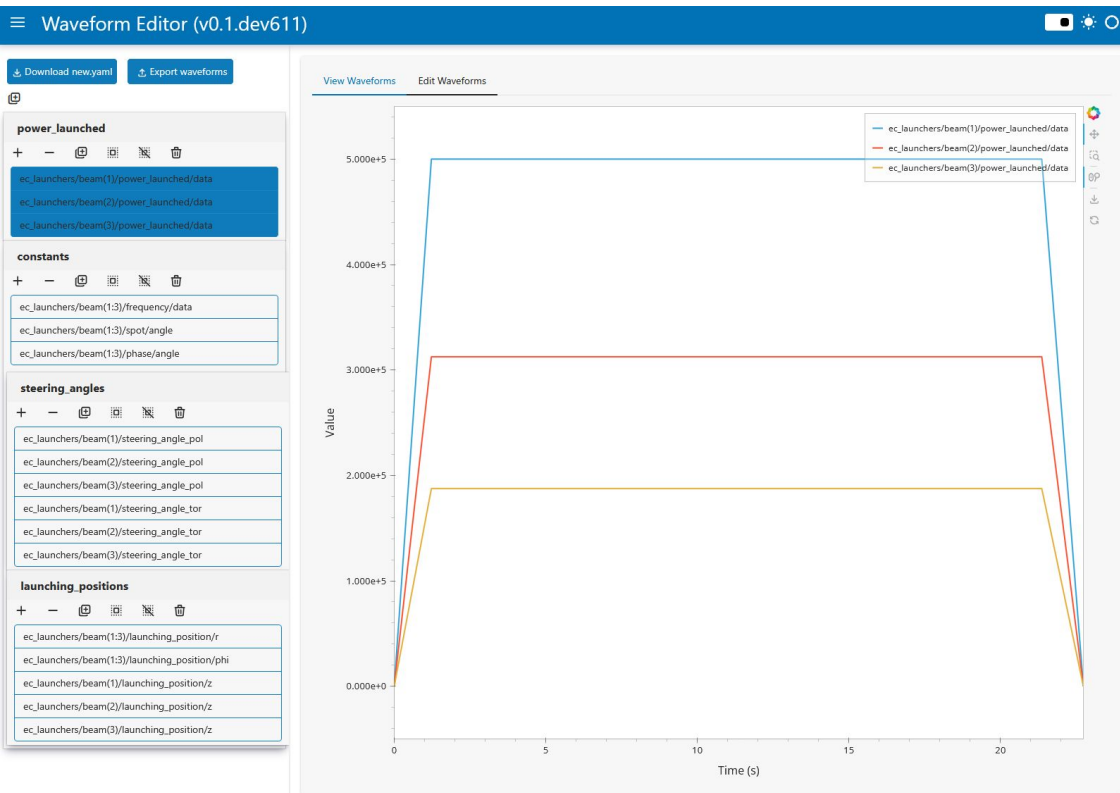 Waveform Editor (v0.1.dev611)
Download new.yaml
Export waveforms
power_launched
ec_launchers/beam(1)/power_launched/data
ec_launchers/beam(2)/power_launched/data
ec_launchers/beam(3)/power_launched/data
constants
ec_launchers/beam(1:3)/frequency/data
ec_launchers/beam(1:3)/spot/angle
ec_launchers/beam(1:3)/phase/angle
steering_angles
ec_launchers/beam(1)/steering_angle_pol
ec_launchers/beam(2)/steering_angle_pol
ec_launchers/beam(3)/steering_angle_pol
ec_launchers/beam(1)/steering_angle_tor
ec_launchers/beam(2)/steering_angle_tor
ec_launchers/beam(3)/steering_angle_tor
launching_positions
ec_launchers/beam(1:3)/launching_position/r
ec_launchers/beam(1:3)/launching_position/phi
ec_launchers/beam(1)/launching_position/z
ec_launchers/beam(2)/launching_position/z
ec_launchers/beam(3)/launching_position/z
View Waveforms
Edit Waveforms
ec_launchers/beam(1)/power_launched/data
ec_launchers/beam(2)/power_launched/data
ec_launchers/beam(3)/power_launched/data
5.000e+5
4.000e+5
3.000e+5
2.000e+5
1.000e+5
0.000e+0
Value
0 5 10 15 20
Time (s)